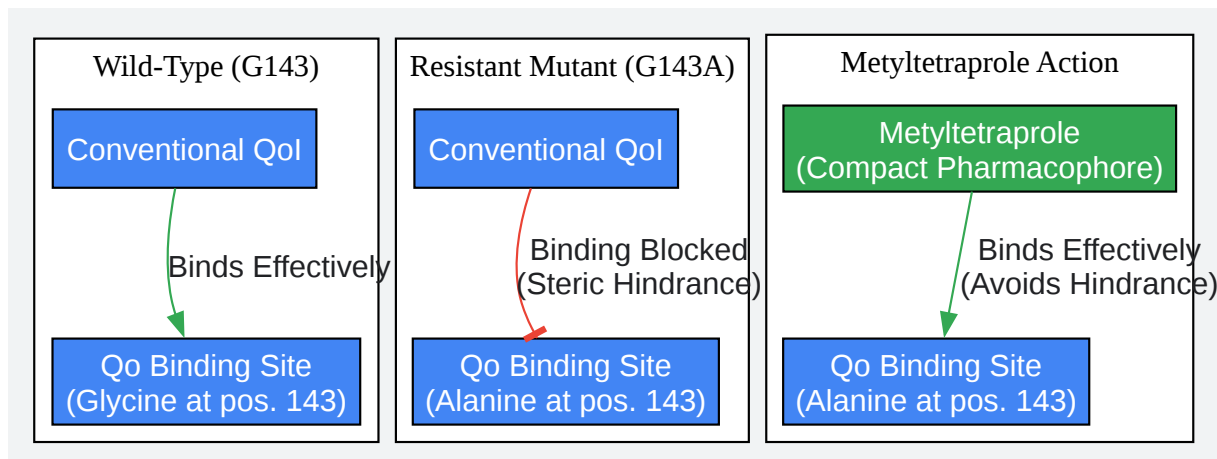 Wild-Type (G143)
Conventional QoI
Binds Effectively
Qo Binding Site
(Glycine at pos. 143)
Resistant Mutant (G143A)
Conventional QoI
Binding Blocked
(Steric Hindrance)
Qo Binding Site
(Alanine at pos. 143)
Metyltetraprole Action
Metyltetraprole
(Compact Pharmacophore)
Binds Effectively
(Avoids Hindrance)
Qo Binding Site
(Alanine at pos. 143)